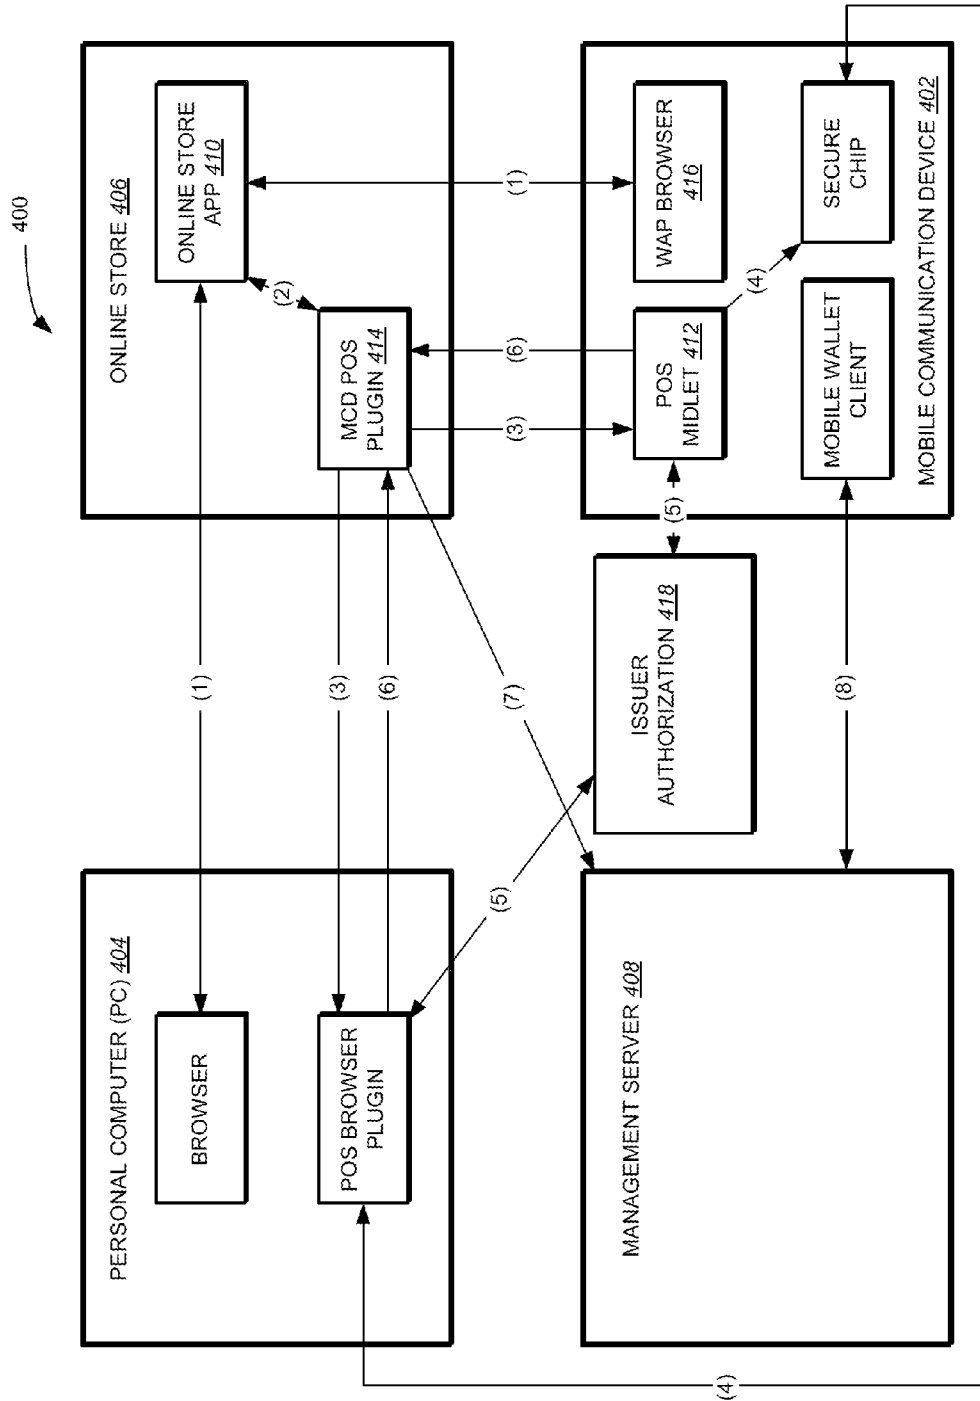 400
PERSONAL COMPUTER (PC) 404
BROWSER
POS BROWSER
PLUGIN
ONLINE STORE 406
ONLINE STORE
APP 410
MCD POS
PLUGIN 414
(1)
(2)
(3)
(6)
(7)
(5)
(1)
(6)
(3)
MANAGEMENT SERVER 408
ISSUER
AUTHORIZATION 418
(5)
(8)
WAP BROWSER
416
POS
MIDLET 412
(4)
SECURE
CHIP
MOBILE WALLET
CLIENT
MOBILE COMMUNICATION DEVICE 402
(4)